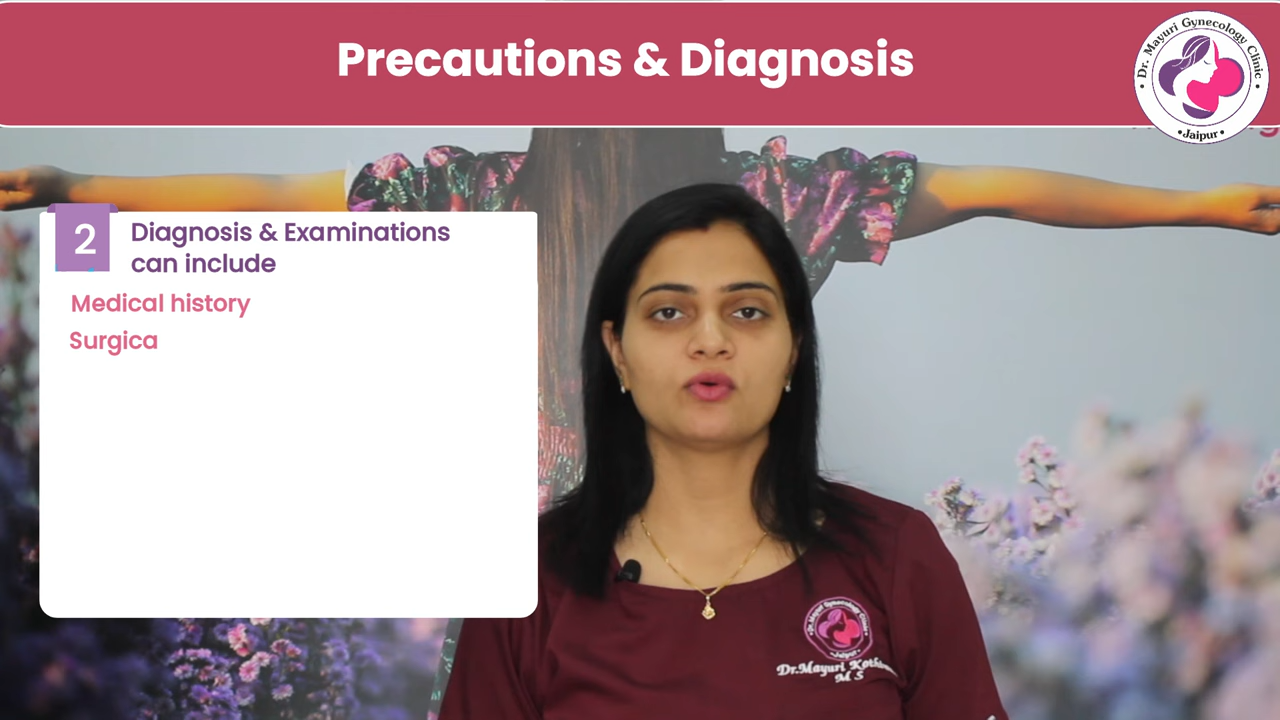 Precautions & Diagnosis
Dr. Mayuri Gynecology Clinic
• Jaipur •
2
Diagnosis & Examinations
can include
Medical history
Surgica
Dr. Mayuri Gynecology Clinic
• Jaipur •
Dr.Mayuri
M S